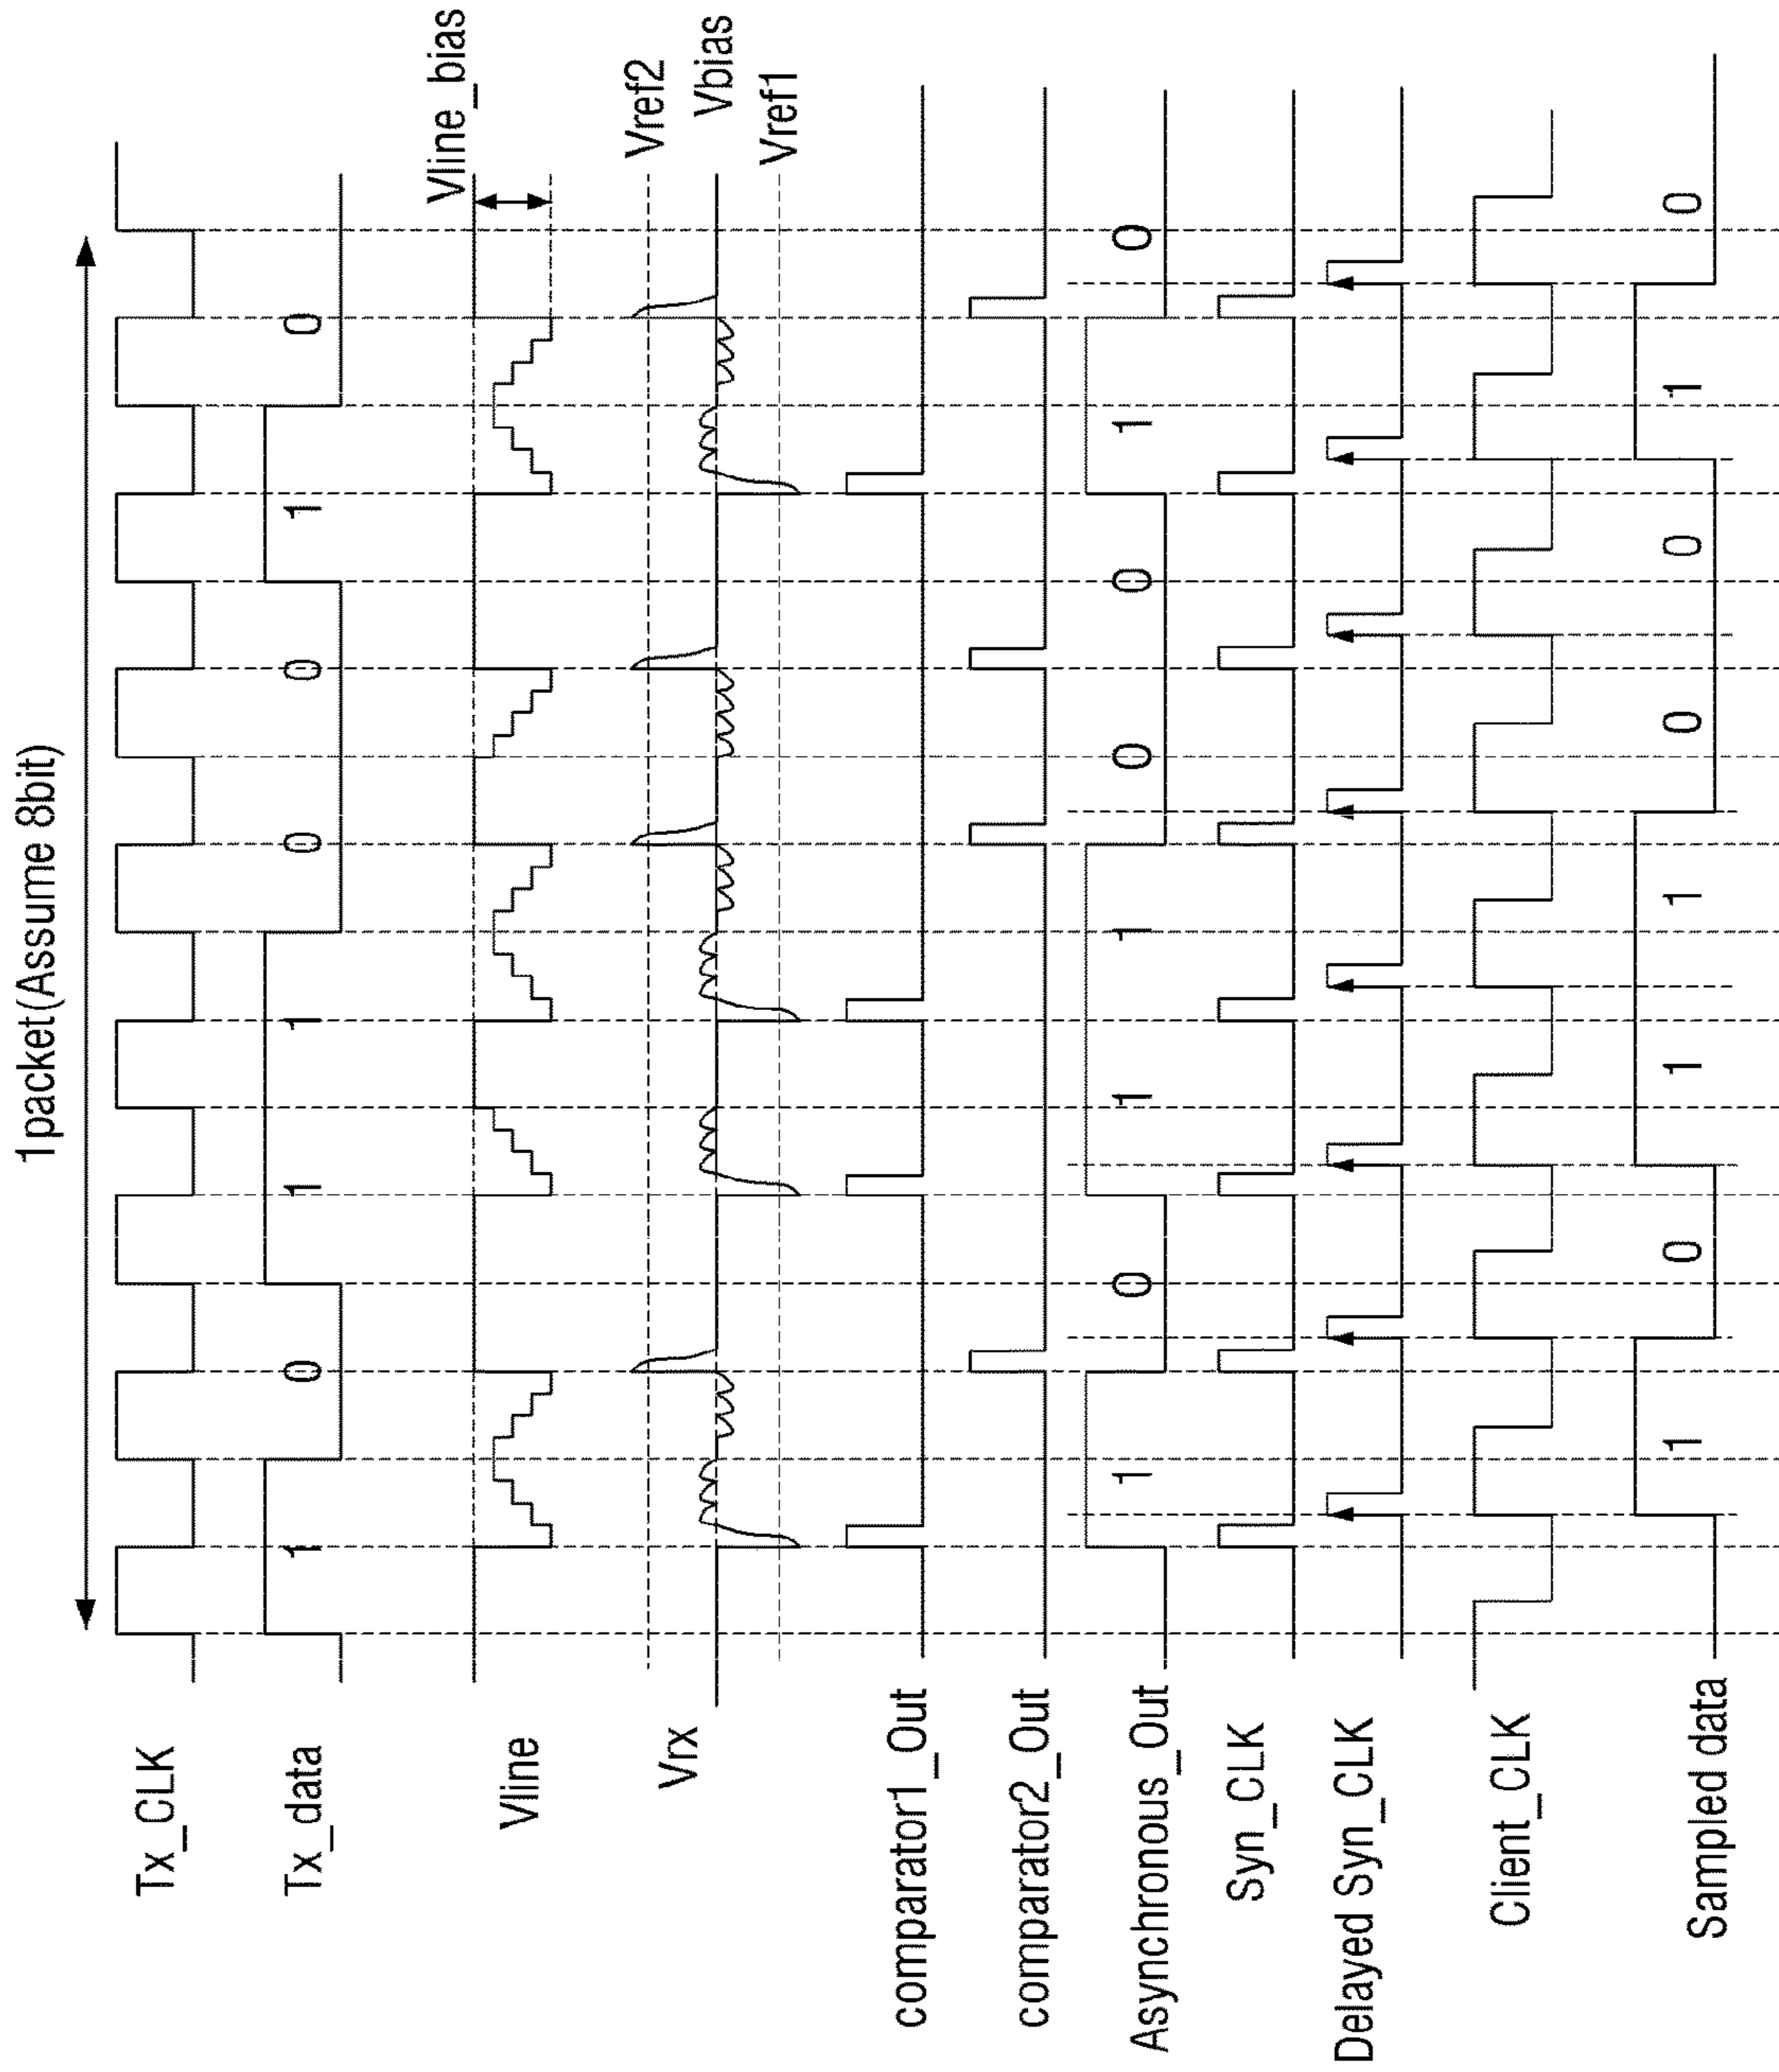 1packet(Assume 8bit)
Tx_CLK
Tx_data 1 0 1 1 0 0 1 0
Vline_bias
Vline
Vref2
Vrx
Vbias
Vref1
comparator1_Out
comparator2_Out
Asynchronous_Out 1 0 1 1 0 0 1 0
Syn_CLK
Delayed Syn_CLK
Client_CLK
Sampled data 1 0 1 1 0 0 1 0